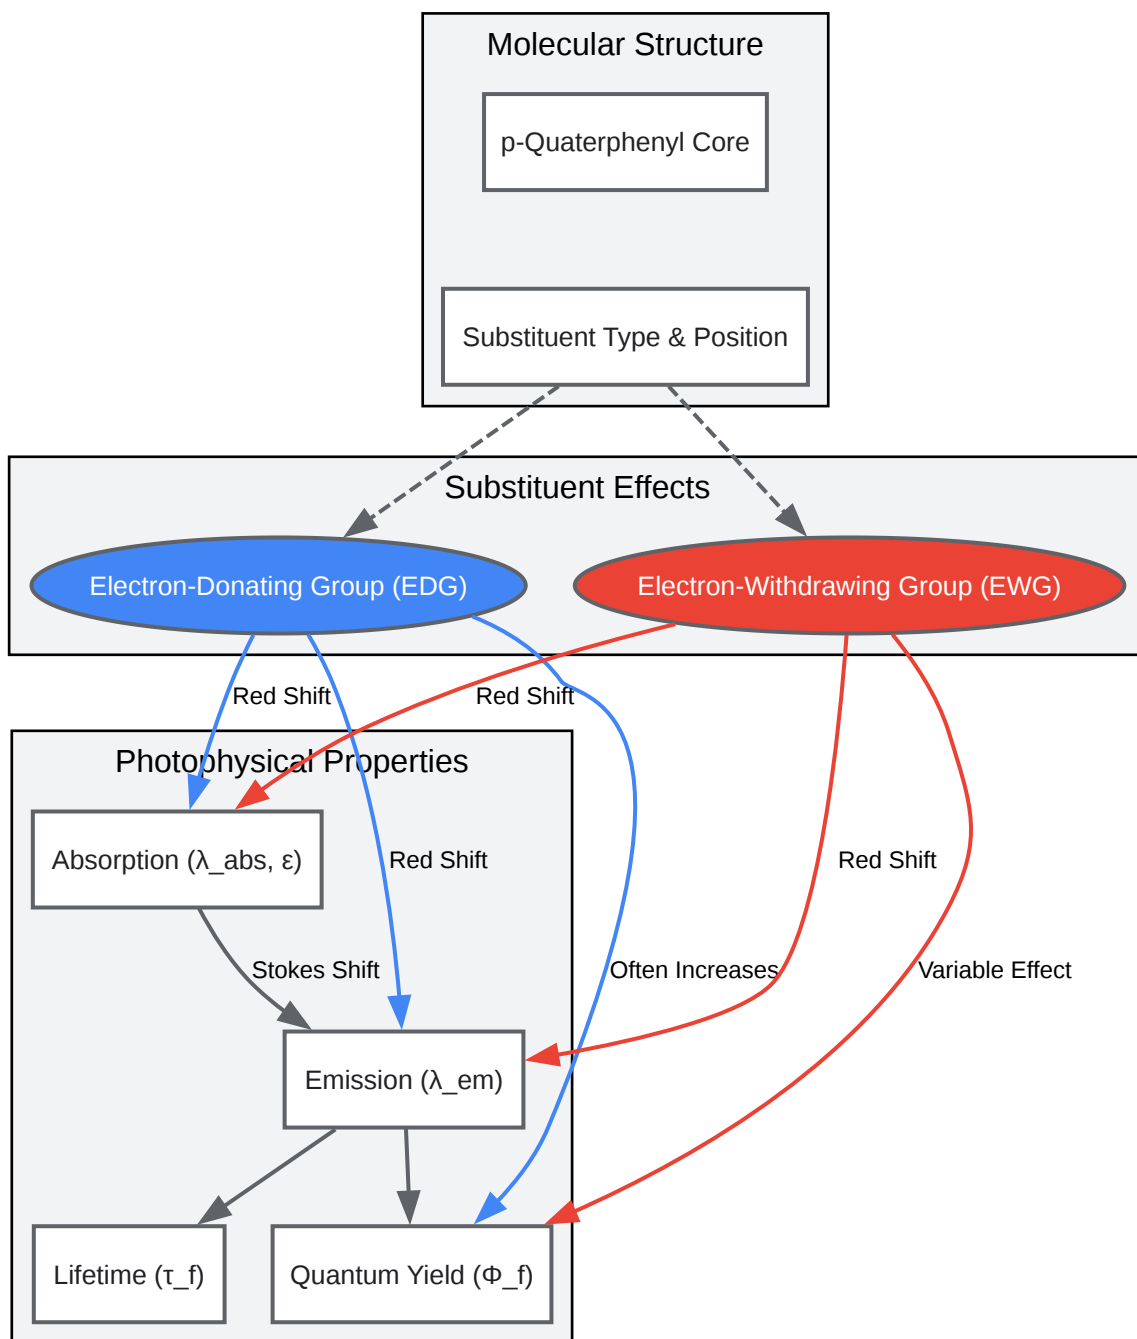 Molecular Structure
p-Quaterphenyl Core
Substituent Type & Position
Substituent Effects
Electron-Donating Group (EDG)
Electron-Withdrawing Group (EWG)
Red Shift
Red Shift
Photophysical Properties
Absorption (λ_abs, ε)
Red Shift
Red Shift
Stokes Shift
Often Increases
Variable Effect
Emission (λ_em)
Lifetime (τ_f)
Quantum Yield (Φ_f)